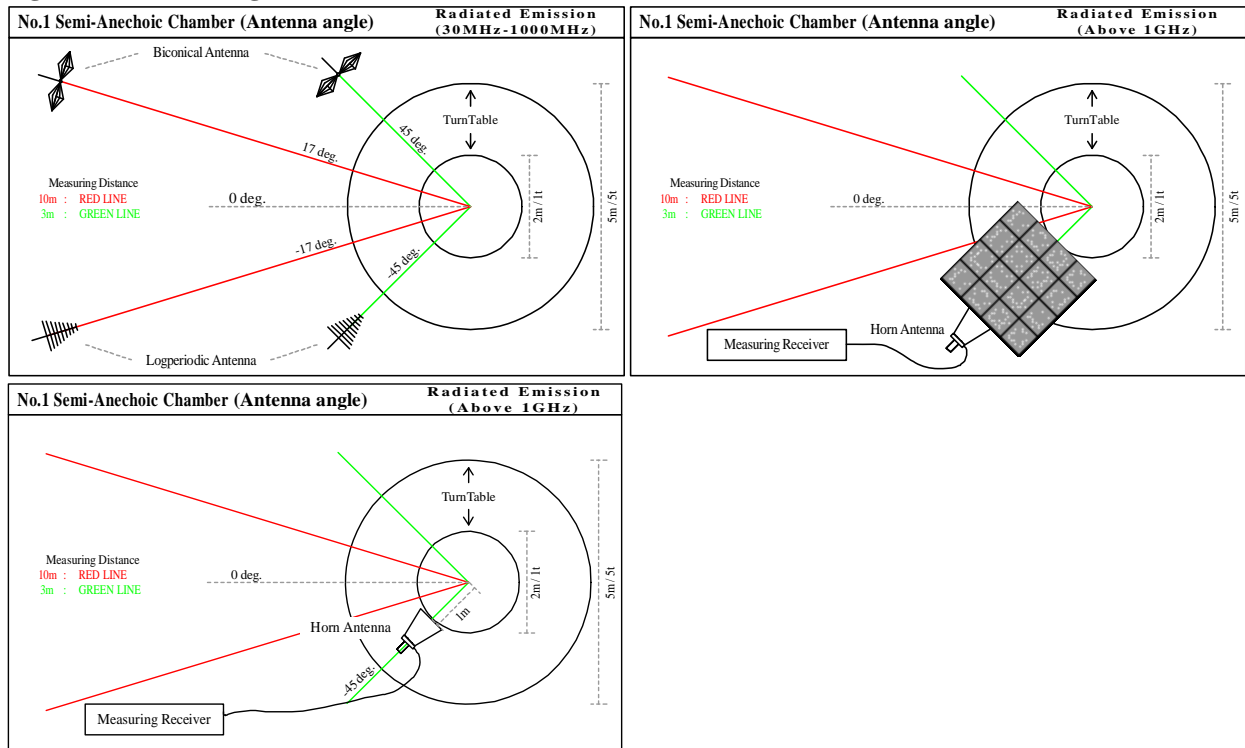 No.1 Semi-Anechoic Chamber (Antenna angle)
Radiated Emission
(30MHz-1000MHz)
Biconical Antenna
TurnTable
45 deg.
17 deg.
Measuring Distance
10m : RED LINE
3m : GREEN LINE
0 deg.
2m / 1t
5m / 5t
-17 deg.
-45 deg.
Logperiodic Antenna
No.1 Semi-Anechoic Chamber (Antenna angle)
Radiated Emission
(Above 1GHz)
TurnTable
Measuring Distance
10m : RED LINE
3m : GREEN LINE
0 deg.
2m / 1t
5m / 5t
Horn Antenna
Measuring Receiver
No.1 Semi-Anechoic Chamber (Antenna angle)
Radiated Emission
(Above 1GHz)
TurnTable
Measuring Distance
10m : RED LINE
3m : GREEN LINE
0 deg.
2m / 1t
5m / 5t
1m
Horn Antenna
-45 deg.
Measuring Receiver